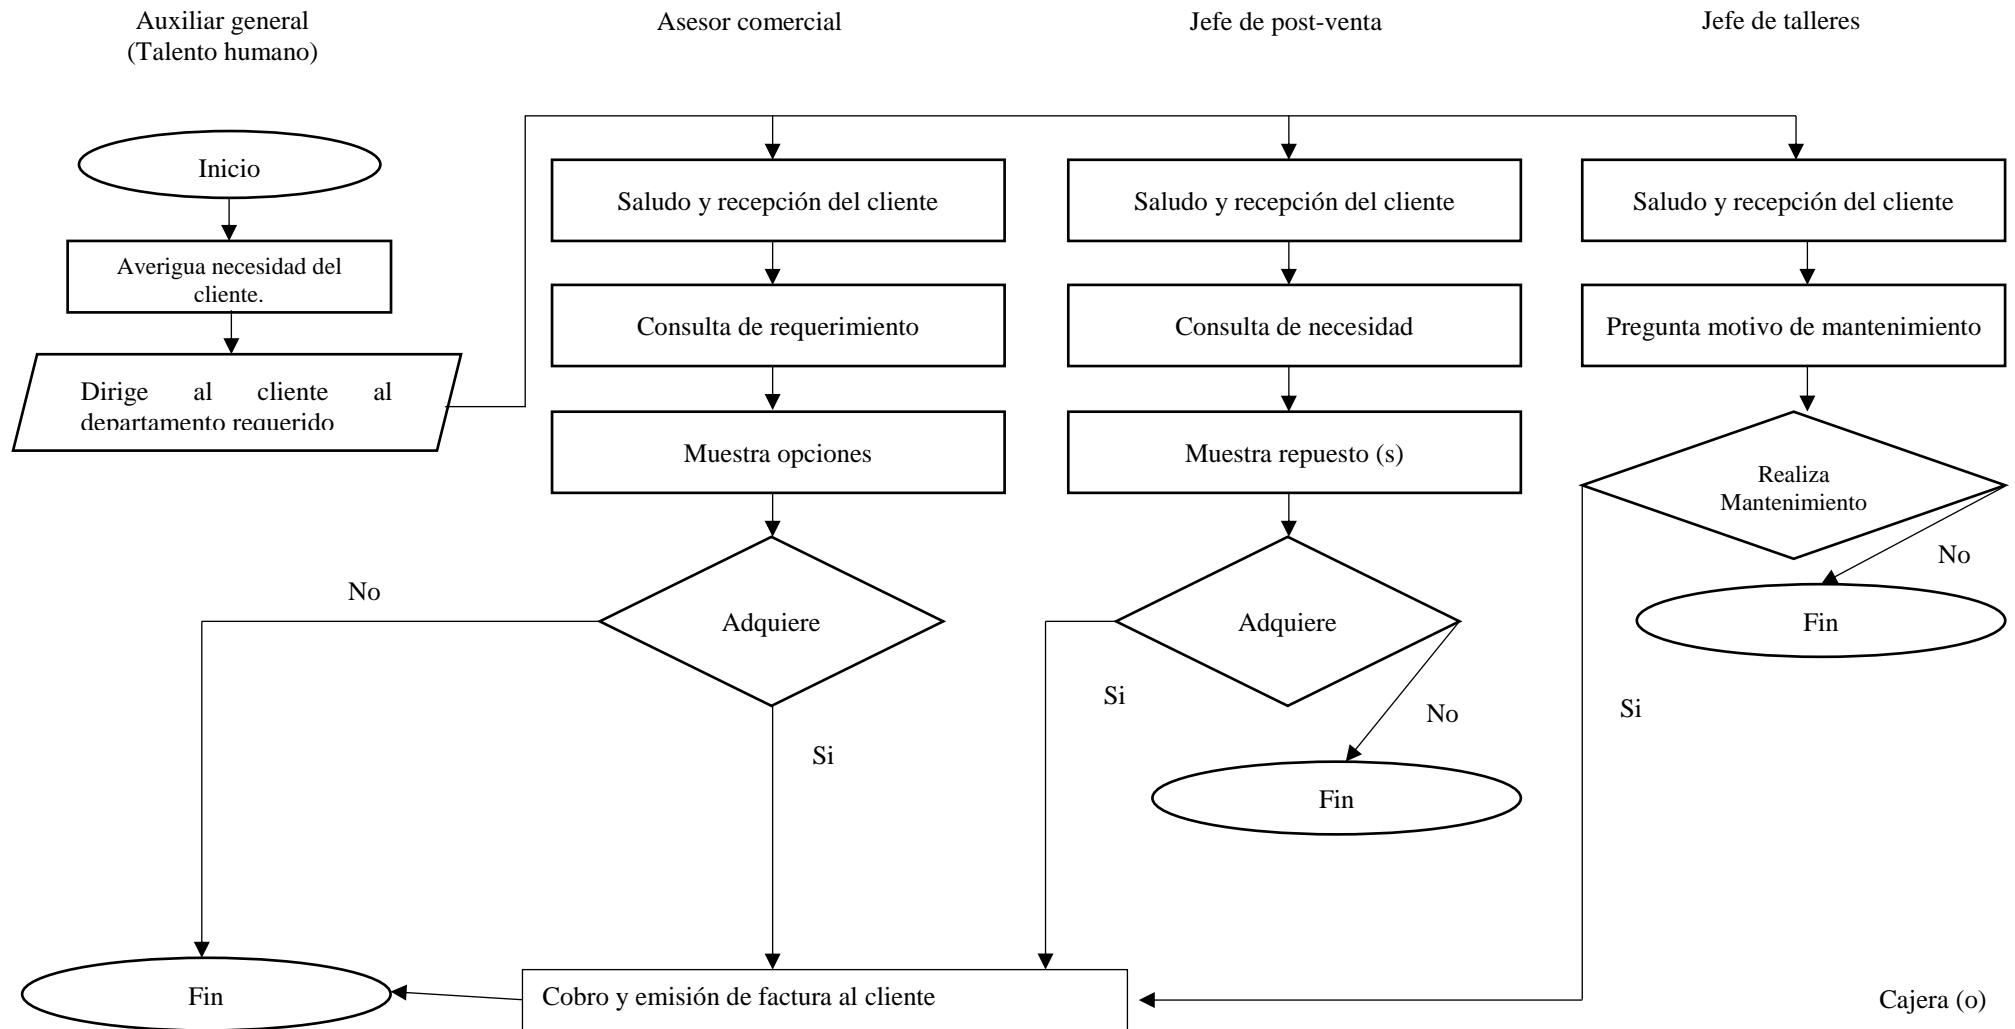 Auxiliar general
(Talento humano)
Asesor comercial
Jefe de post-venta
Jefe de talleres
Inicio
Averigua necesidad del
cliente.
Dirige al cliente al
departamento requerido
Saludo y recepción del cliente
Consulta de requerimiento
Muestra opciones
Adquiere
No
Si
Saludo y recepción del cliente
Consulta de necesidad
Muestra repuesto (s)
Adquiere
Si
No
Fin
Saludo y recepción del cliente
Pregunta motivo de mantenimiento
Realiza
Mantenimiento
No
Fin
Si
Fin
Cobro y emisión de factura al cliente
Cajera (o)